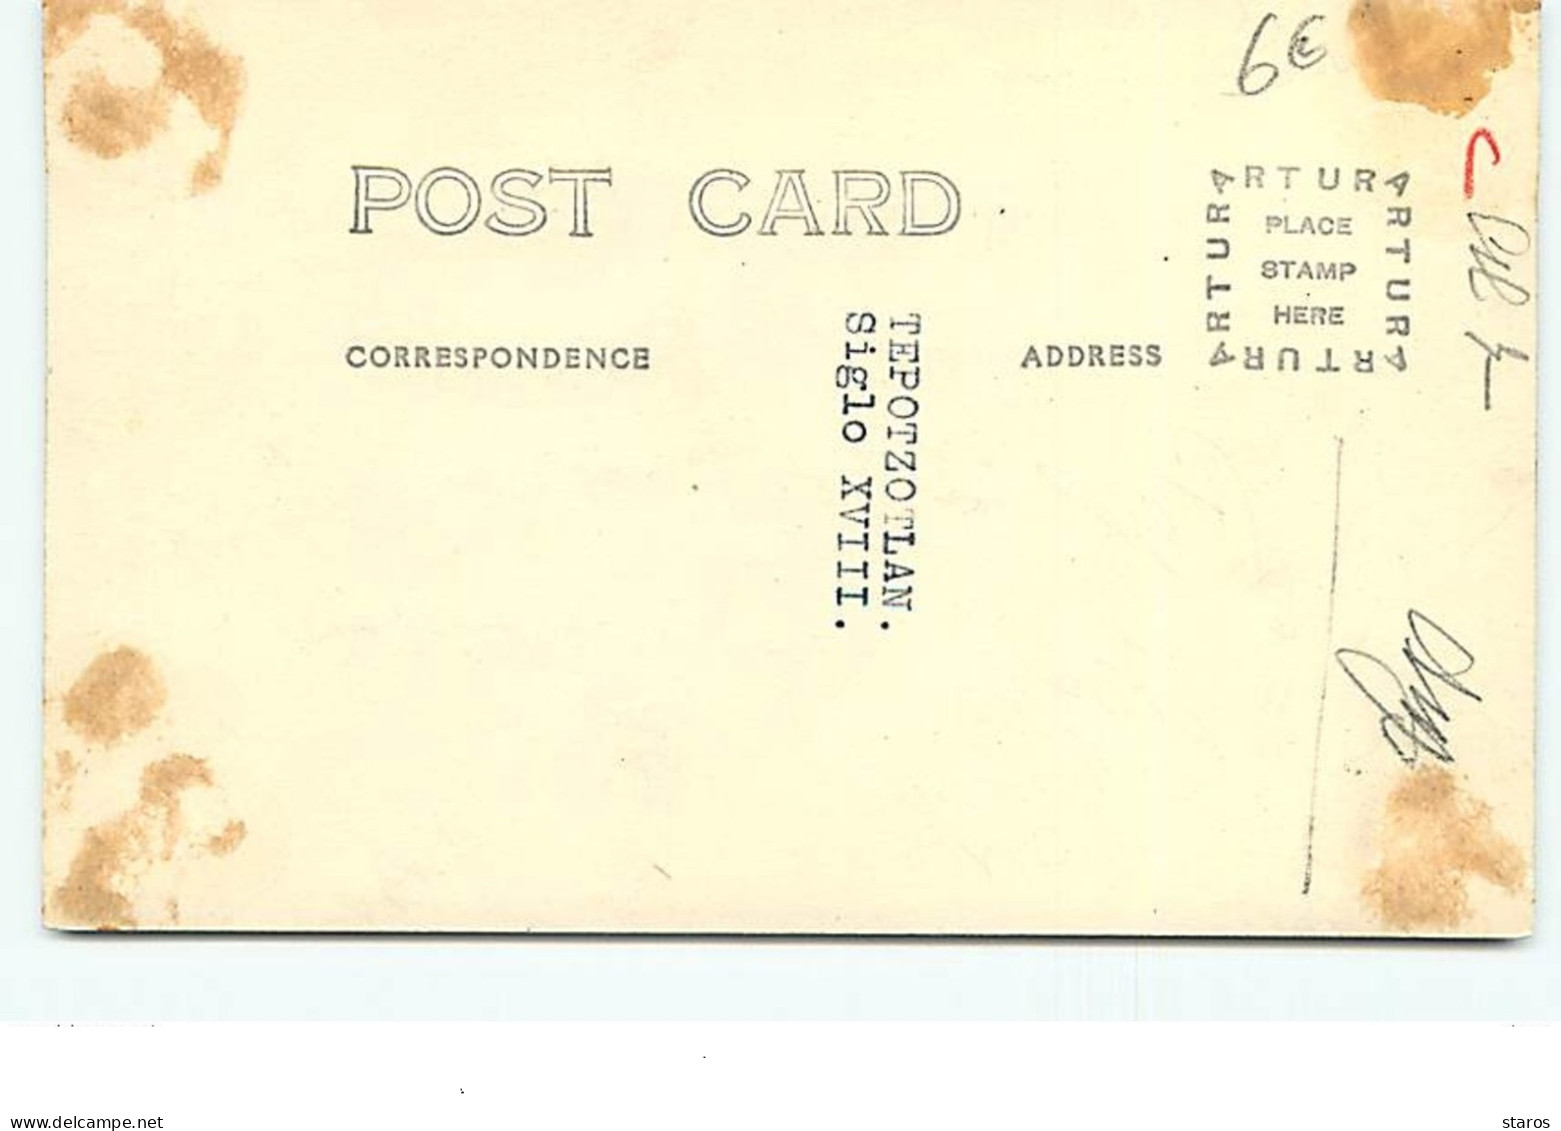 6€
POST CARD
ARTURA
ARTURA
ARTURA
ARTURA
PLACE
STAMP
HERE
CORRESPONDENCE
ADDRESS
TEPOTZOTLAN.
Siglo XVIII.
www.delcampe.net
staros